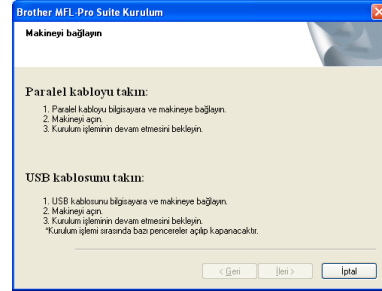 Brother MFL-Pro Suite Kurulum
Makineyi bağlayın
Paralel kabloyu takın:
1. Paralel kabloyu bilgisayara ve makineye bağlayın.
2. Makineyi açın.
3. Kurulum işleminin devam etmesini bekleyin.
USB kablosunu takın:
1. USB kablosunu bilgisayara ve makineye bağlayın.
2. Makineyi açın.
3. Kurulum işleminin devam etmesini bekleyin.
*Kurulum işlemi sırasında bazı pencereler açılıp kapanacaktır.
< Geri İleri > İptal